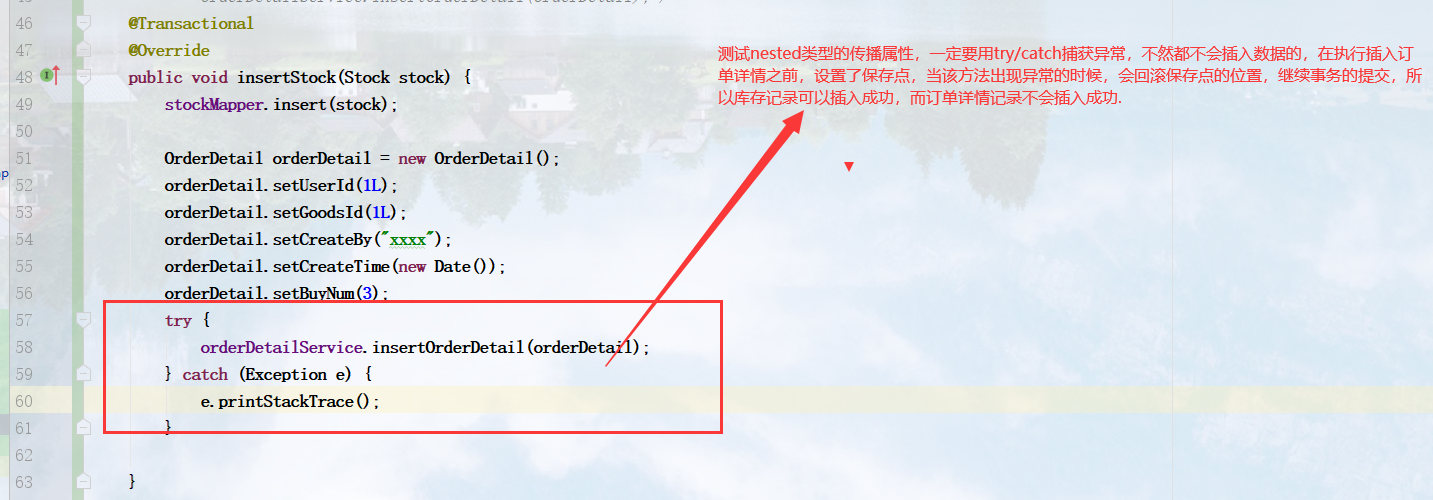 46 @Transactional
47 @Override
48 public void insertStock(Stock stock) {
49 stockMapper.insert(stock);
50
51 OrderDetail orderDetail = new OrderDetail();
52 orderDetail.setUserId(1L);
53 orderDetail.setGoodsId(1L);
54 orderDetail.setCreateBy("xxxx");
55 orderDetail.setCreateTime(new Date());
56 orderDetail.setBuyNum(3);
57 try {
58 orderDetailService.insertOrderDetail(orderDetail);
59 } catch (Exception e) {
60 e.printStackTrace();
61 }
62
63 }
测试nested类型的传播属性，一定要用try/catch捕获异常，不然都不会插入数据的，在执行插入订
单详情之前，设置了保存点，当该方法出现异常的时候，会回滚保存点的位置，继续事务的提交，所
以库存记录可以插入成功，而订单详情记录不会插入成功.